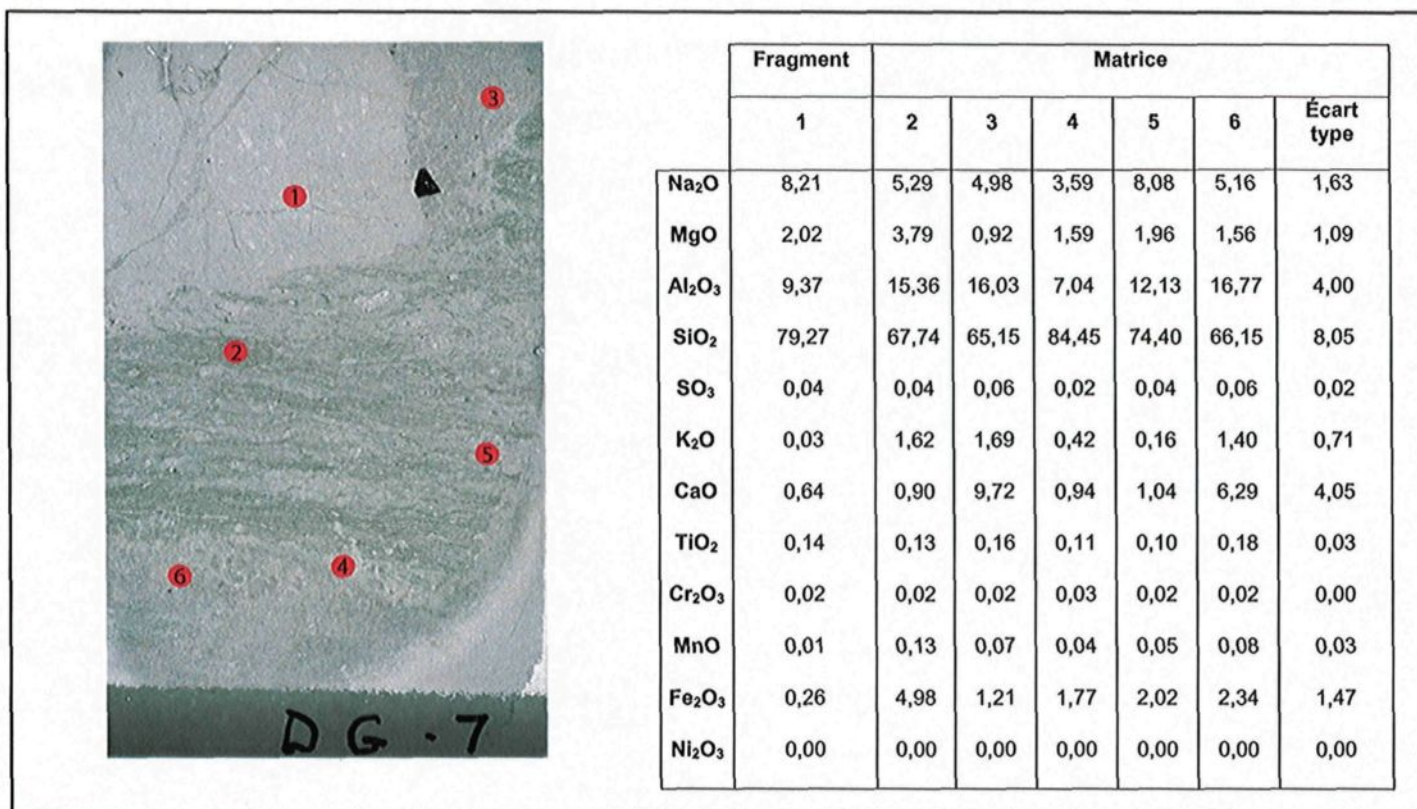 3
1
2
5
4
6
DG-7
Fragment Matrice
1 2 3 4 5 6 Écart type
Na₂O 8,21 5,29 4,98 3,59 8,08 5,16 1,63
MgO 2,02 3,79 0,92 1,59 1,96 1,56 1,09
Al₂O₃ 9,37 15,36 16,03 7,04 12,13 16,77 4,00
SiO₂ 79,27 67,74 65,15 84,45 74,40 66,15 8,05
SO₃ 0,04 0,04 0,06 0,02 0,04 0,06 0,02
K₂O 0,03 1,62 1,69 0,42 0,16 1,40 0,71
CaO 0,64 0,90 9,72 0,94 1,04 6,29 4,05
TiO₂ 0,14 0,13 0,16 0,11 0,10 0,18 0,03
Cr₂O₃ 0,02 0,02 0,02 0,03 0,02 0,02 0,00
MnO 0,01 0,13 0,07 0,04 0,05 0,08 0,03
Fe₂O₃ 0,26 4,98 1,21 1,77 2,02 2,34 1,47
Ni₂O₃ 0,00 0,00 0,00 0,00 0,00 0,00 0,00